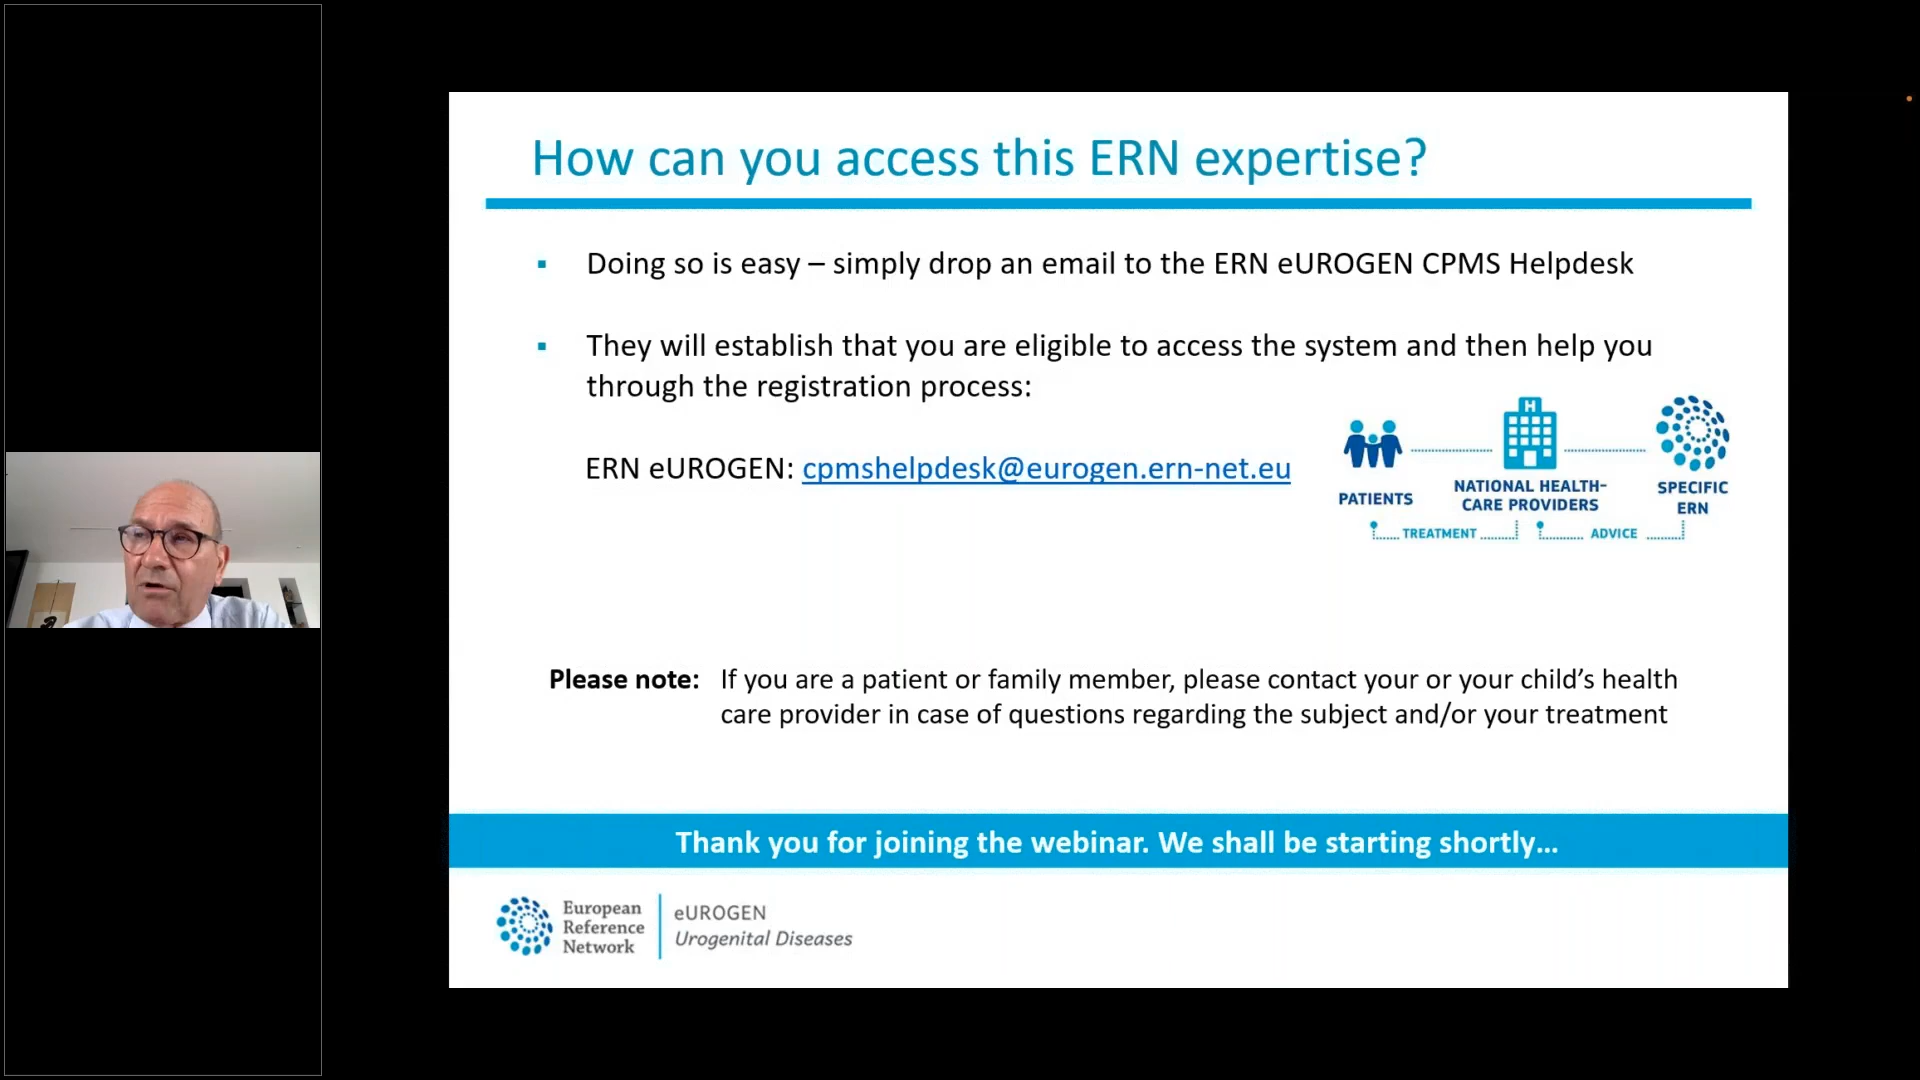 How can you access this ERN expertise?
▪ Doing so is easy – simply drop an email to the ERN eUROGEN CPMS Helpdesk
▪ They will establish that you are eligible to access the system and then help you
through the registration process:
ERN eUROGEN: cpmshelpdesk@eurogen.ern-net.eu
H
PATIENTS
NATIONAL HEALTH-
CARE PROVIDERS
SPECIFIC
ERN
TREATMENT
ADVICE
Please note: If you are a patient or family member, please contact your or your child’s health
care provider in case of questions regarding the subject and/or your treatment
Thank you for joining the webinar. We shall be starting shortly…
European
Reference
Network
eUROGEN
Urogenital Diseases